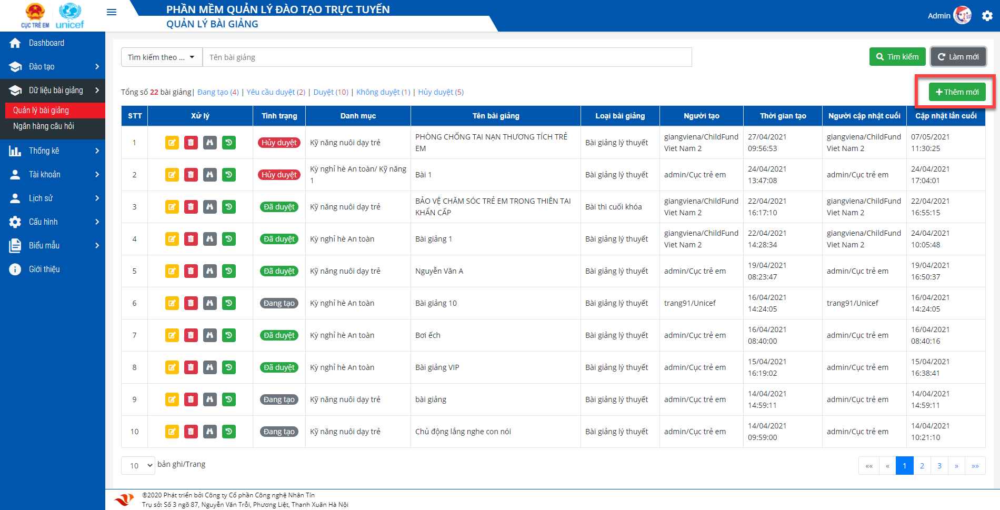 CỤC TRẺ EM
unicef
PHẦN MỀM QUẢN LÝ ĐÀO TẠO TRỰC TUYẾN
QUẢN LÝ BÀI GIẢNG
Admin
Dashboard
Đào tạo
Dữ liệu bài giảng
Quản lý bài giảng
Ngân hàng câu hỏi
Thống kê
Tài khoản
Lịch sử
Cấu hình
Biểu mẫu
Giới thiệu
Tìm kiếm theo ... Tên bài giảng Tìm kiếm Làm mới
Tổng số 22 bài giảng| Đang tạo (4) | Yêu cầu duyệt (2) | Duyệt (10) | Không duyệt (1) | Hủy duyệt (5)
Thêm mới
STT Xử lý Tình trạng Danh mục Tên bài giảng Loại bài giảng Người tạo Thời gian tạo Người cập nhật cuối Cập nhật lần cuối
1 Hủy duyệt Kỹ năng nuôi dạy trẻ PHÒNG CHỐNG TAI NẠN THƯƠNG TÍCH TRẺ Bài giảng lý thuyết giangviena/ChildFund 27/04/2021 giangviena/ChildFund 07/05/2021
EM Viet Nam 2 09:56:53 Viet Nam 2 11:30:25
2 Hủy duyệt Kỳ nghỉ hè An toàn/ Kỹ năng Bài 1 Bài giảng lý thuyết admin/Cục trẻ em 24/04/2021 admin/Cục trẻ em 24/04/2021
1 13:47:08 17:04:01
3 Đã duyệt Kỹ năng nuôi dạy trẻ BẢO VỆ CHĂM SÓC TRẺ EM TRONG THIÊN TAI Bài thi cuối khóa giangviena/ChildFund 22/04/2021 giangviena/ChildFund 22/04/2021
KHẨN CẤP Viet Nam 2 16:17:10 Viet Nam 2 16:55:15
4 Đã duyệt Kỳ nghỉ hè An toàn Bài giảng 1 Bài giảng lý thuyết giangviena/ChildFund 22/04/2021 giangviena/ChildFund 24/04/2021
Viet Nam 2 14:28:34 Viet Nam 2 10:05:48
5 Đã duyệt Kỹ năng nuôi dạy trẻ Nguyễn Văn A Bài giảng lý thuyết admin/Cục trẻ em 19/04/2021 admin/Cục trẻ em 19/04/2021
08:23:47 16:50:37
6 Đang tạo Kỳ nghỉ hè An toàn Bài giảng 10 Bài giảng lý thuyết trang91/Unicef 16/04/2021 trang91/Unicef 16/04/2021
14:24:05 14:24:05
7 Đã duyệt Kỳ nghỉ hè An toàn Bơi ếch Bài giảng lý thuyết admin/Cục trẻ em 16/04/2021 admin/Cục trẻ em 16/04/2021
08:40:00 08:40:16
8 Đã duyệt Kỳ nghỉ hè An toàn Bài giảng VIP Bài giảng lý thuyết admin/Cục trẻ em 15/04/2021 admin/Cục trẻ em 15/04/2021
16:19:02 16:38:41
9 Đang tạo Kỹ năng nuôi dạy trẻ bài giảng Bài giảng lý thuyết admin/Cục trẻ em 14/04/2021 admin/Cục trẻ em 14/04/2021
14:59:11 14:59:11
10 Đang tạo Kỹ năng nuôi dạy trẻ Chủ động lắng nghe con nói Bài giảng lý thuyết admin/Cục trẻ em 14/04/2021 admin/Cục trẻ em 14/04/2021
09:59:00 10:21:10
10 bản ghi/Trang
«« « 1 2 3 » »»
©2020 Phát triển bởi Công ty Cổ phần Công nghệ Nhân Tín
Trụ sở: Số 3 ngõ 87, Nguyễn Văn Trỗi, Phương Liệt, Thanh Xuân Hà Nội